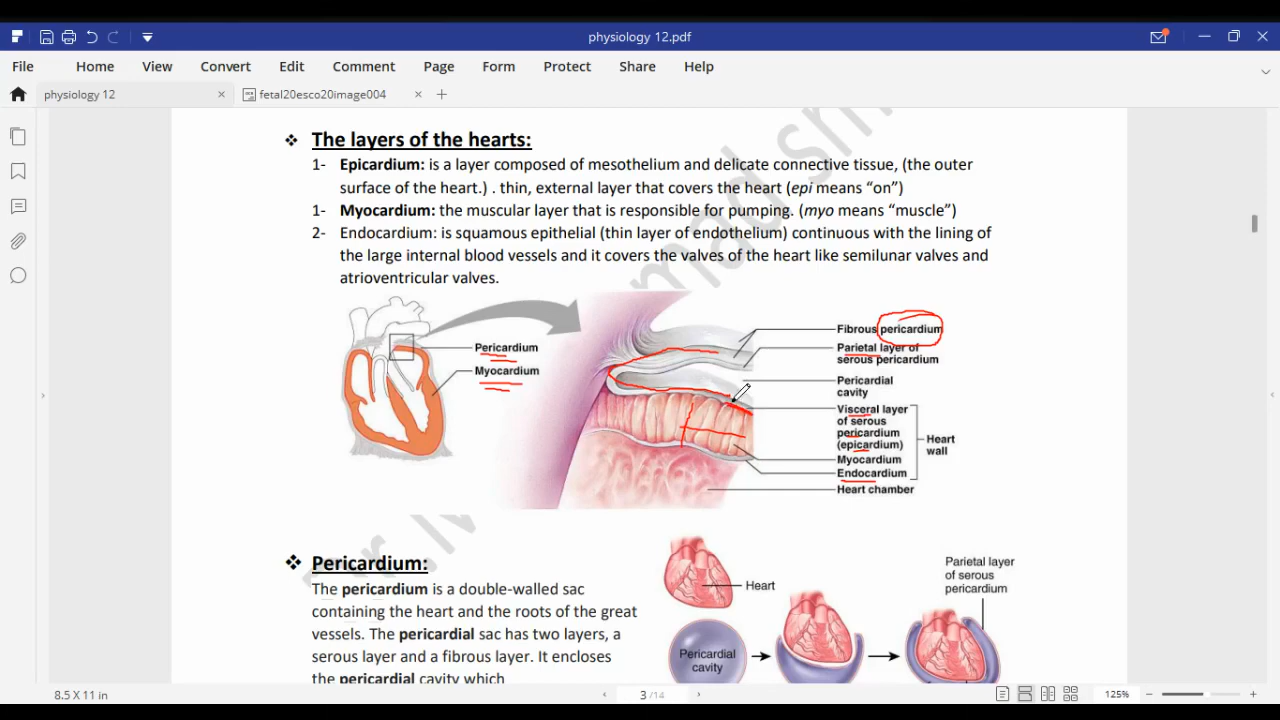 physiology 12.pdf
File Home View Convert Edit Comment Page Form Protect Share Help
physiology 12 × fetal20esco20image004 × +
❖ The layers of the hearts:
1- Epicardium: is a layer composed of mesothelium and delicate connective tissue, (the outer
surface of the heart.) . thin, external layer that covers the heart (epi means “on”)
1- Myocardium: the muscular layer that is responsible for pumping. (myo means “muscle”)
2- Endocardium: is squamous epithelial (thin layer of endothelium) continuous with the lining of
the large internal blood vessels and it covers the valves of the heart like semilunar valves and
atrioventricular valves.
Pericardium
Myocardium
Fibrous pericardium
Parietal layer of
serous pericardium
Pericardial
cavity
Visceral layer
of serous
pericardium
(epicardium)
Myocardium
Endocardium
Heart chamber
Heart
wall
❖ Pericardium:
The pericardium is a double-walled sac
containing the heart and the roots of the great
vessels. The pericardial sac has two layers, a
serous layer and a fibrous layer. It encloses
the pericardial cavity which
Heart
Pericardial
cavity
Parietal layer
of serous
pericardium
8.5 X 11 in
3 /14
125%